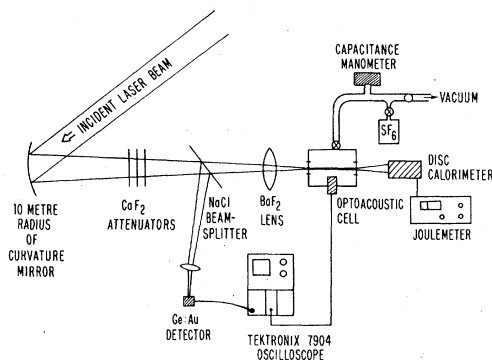 CAPACITANCE
MANOMETER
VACUUM
SF6
INCIDENT LASER BEAM
10 METRE
RADIUS
OF
CURVATURE
MIRROR
CaF2
ATTENUATORS
NaCl
BEAM-
SPLITTER
BaF2
LENS
OPTOACOUSTIC
CELL
DISC
CALORIMETER
JOULEMETER
Ge:Au
DETECTOR
TEKTRONIX 7904
OSCILLOSCOPE